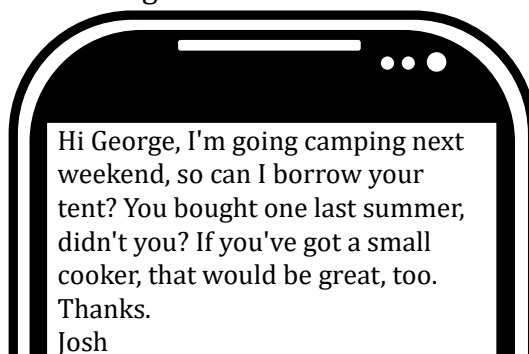 Hi George, I'm going camping next
weekend, so can I borrow your
tent? You bought one last summer,
didn't you? If you've got a small
cooker, that would be great, too.
Thanks.
Josh